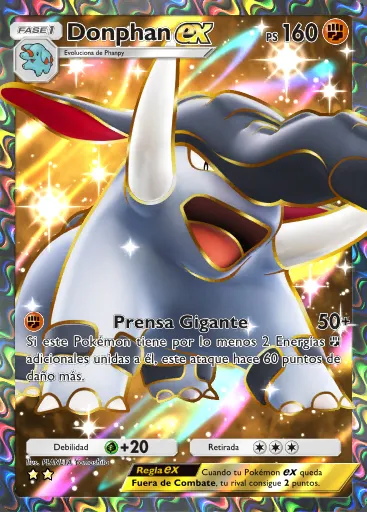 FASE 1
Donphan ex
PS 160
Evoluciona de Phanpy
Prensa Gigante 50+
Si este Pokémon tiene por lo menos 2 Energías
adicionales unidas a él, este ataque hace 60 puntos de
daño más.
Debilidad +20 Retirada
Ilus. PLANETA
Regla ex Cuando tu Pokémon ex queda
Fuera de Combate, tu rival consigue 2 puntos.